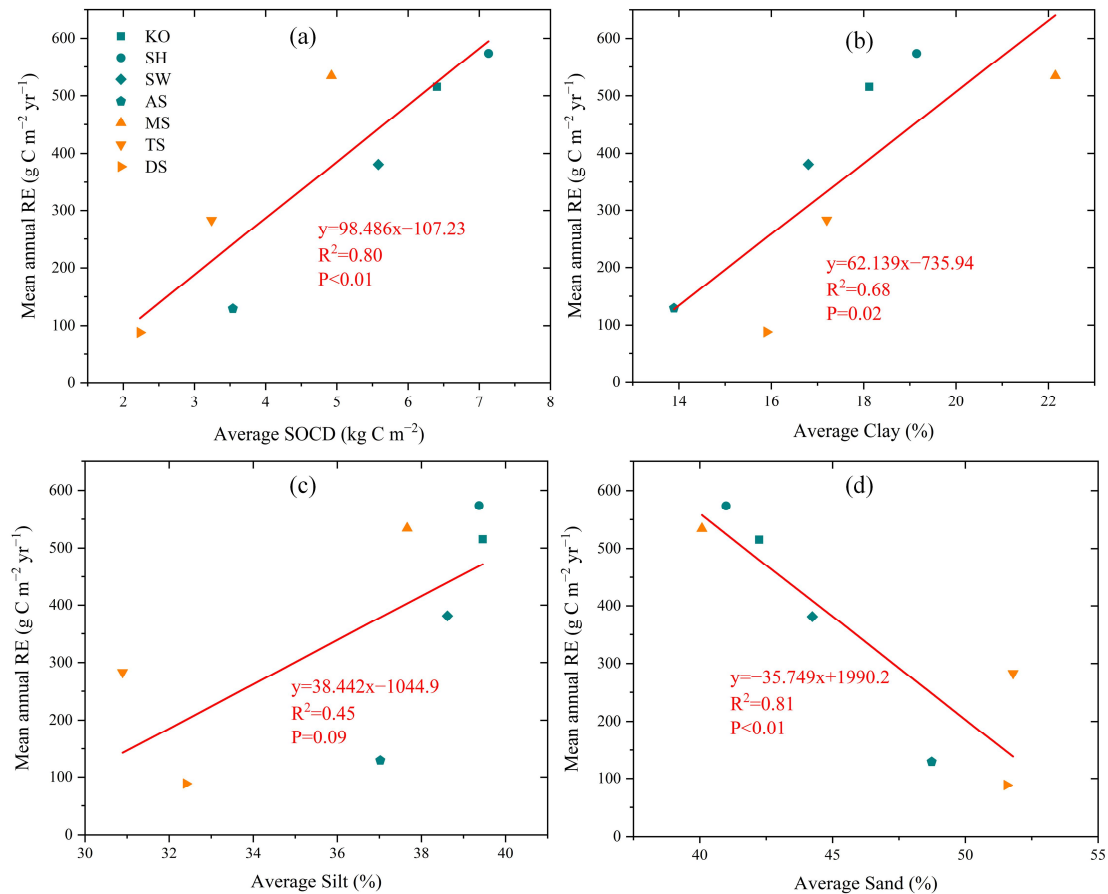 (a)
KO
SH
SW
AS
MS
TS
DS
y=98.486x−107.23
R²=0.80
P<0.01
Mean annual RE (g C m⁻² yr⁻¹)
0
100
200
300
400
500
600
2 3 4 5 6 7 8
Average SOCD (kg C m⁻²)
(b)
y=62.139x−735.94
R²=0.68
P=0.02
Mean annual RE (g C m⁻² yr⁻¹)
0
100
200
300
400
500
600
14 16 18 20 22
Average Clay (%)
(c)
y=38.442x−1044.9
R²=0.45
P=0.09
Mean annual RE (g C m⁻² yr⁻¹)
0
100
200
300
400
500
600
30 32 34 36 38 40
Average Silt (%)
(d)
y=−35.749x+1990.2
R²=0.81
P<0.01
Mean annual RE (g C m⁻² yr⁻¹)
0
100
200
300
400
500
600
40 45 50 55
Average Sand (%)